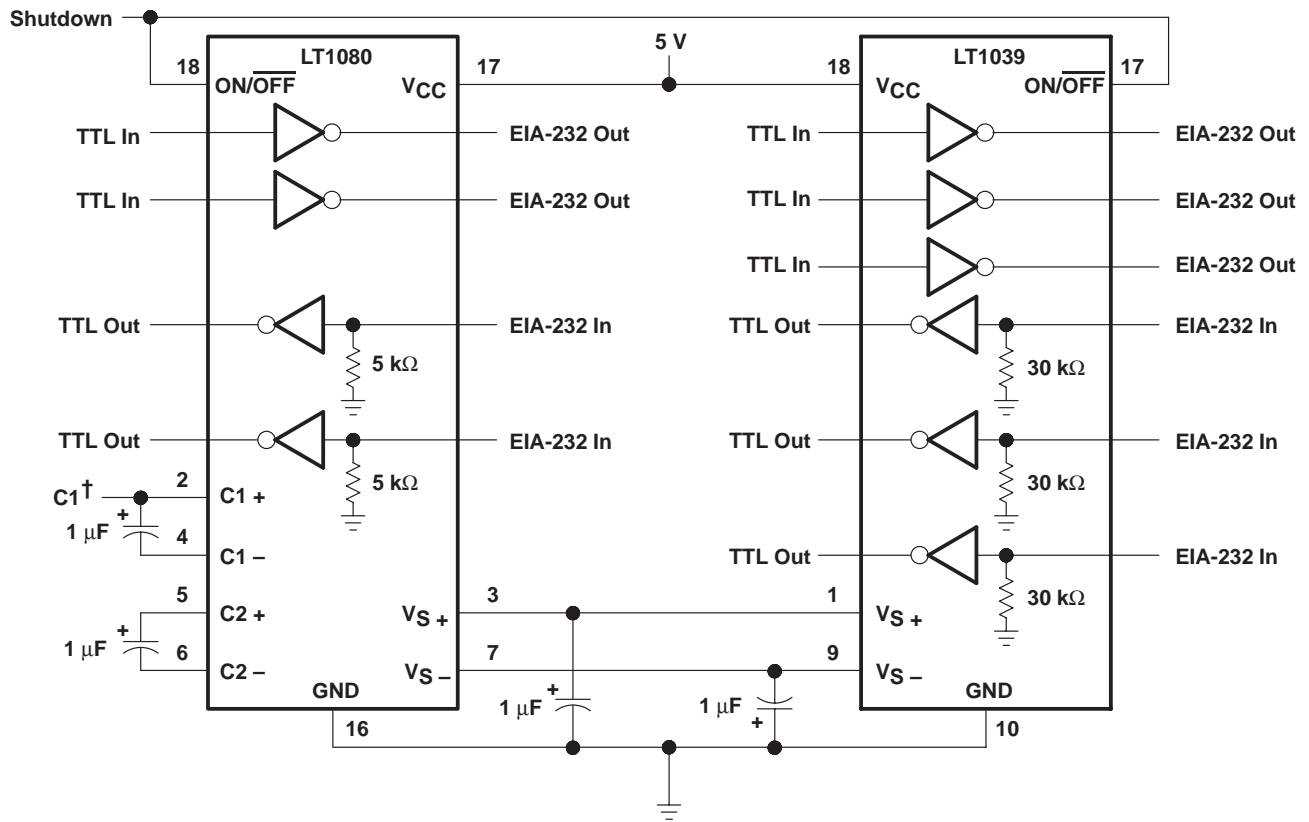 Shutdown
5 V
LT1080
LT1039
18
ON/OFF
VCC
17
18
VCC
ON/OFF
17
TTL In
EIA-232 Out
TTL In
EIA-232 Out
TTL In
EIA-232 Out
TTL In
EIA-232 Out
TTL In
EIA-232 Out
TTL Out
EIA-232 In
5 kΩ
TTL Out
EIA-232 In
30 kΩ
TTL Out
EIA-232 In
5 kΩ
TTL Out
EIA-232 In
30 kΩ
C1†
2
C1 +
+
1 μF
4
C1 –
TTL Out
EIA-232 In
30 kΩ
5
C2 +
+
1 μF
6
C2 –
VS +
3
1
VS +
VS –
7
9
VS –
GND
16
+
1 μF
1 μF
+
GND
10